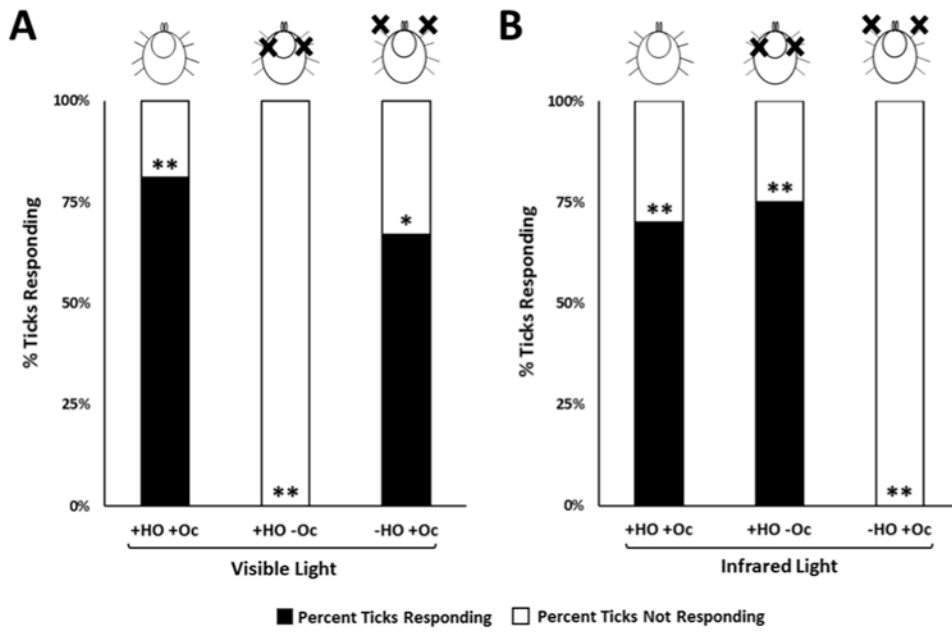 A
% Ticks Responding
100%
75%
50%
25%
0%
**
**
*
+HO +Oc
+HO -Oc
-HO +Oc
Visible Light
B
% Ticks Responding
100%
75%
50%
25%
0%
**
**
**
+HO +Oc
+HO -Oc
-HO +Oc
Infrared Light
Percent Ticks Responding
Percent Ticks Not Responding